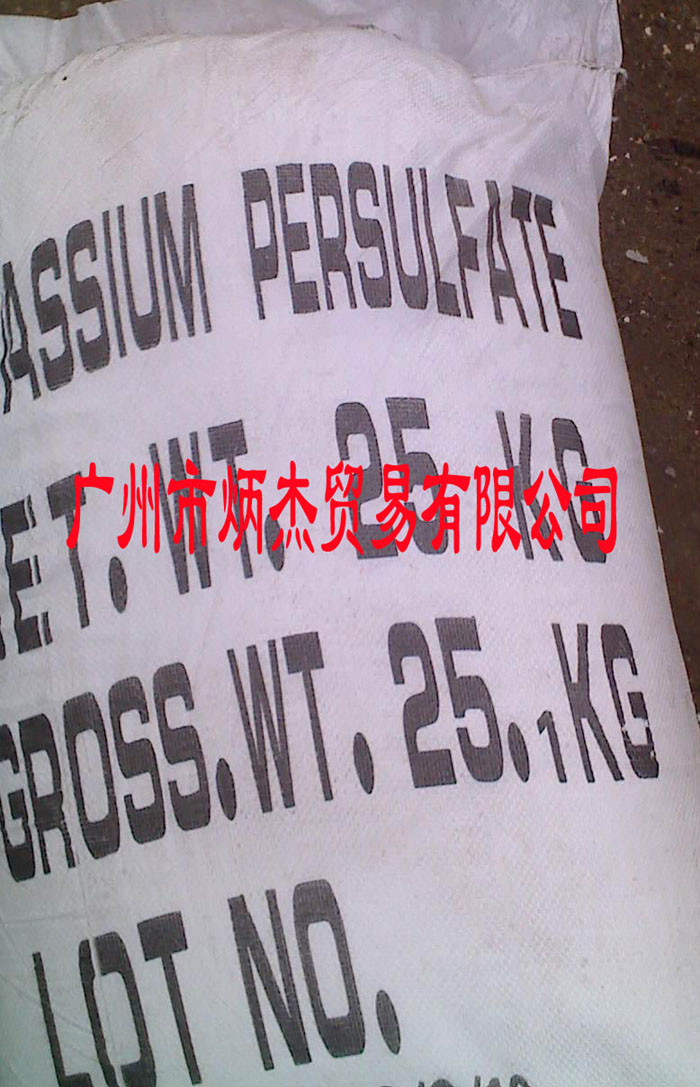 ASSIUM PERSULFATE
ET.WT. 25 KG
广州市炳杰贸易有限公司
GROSS.WT. 25.1KG
LOT NO.